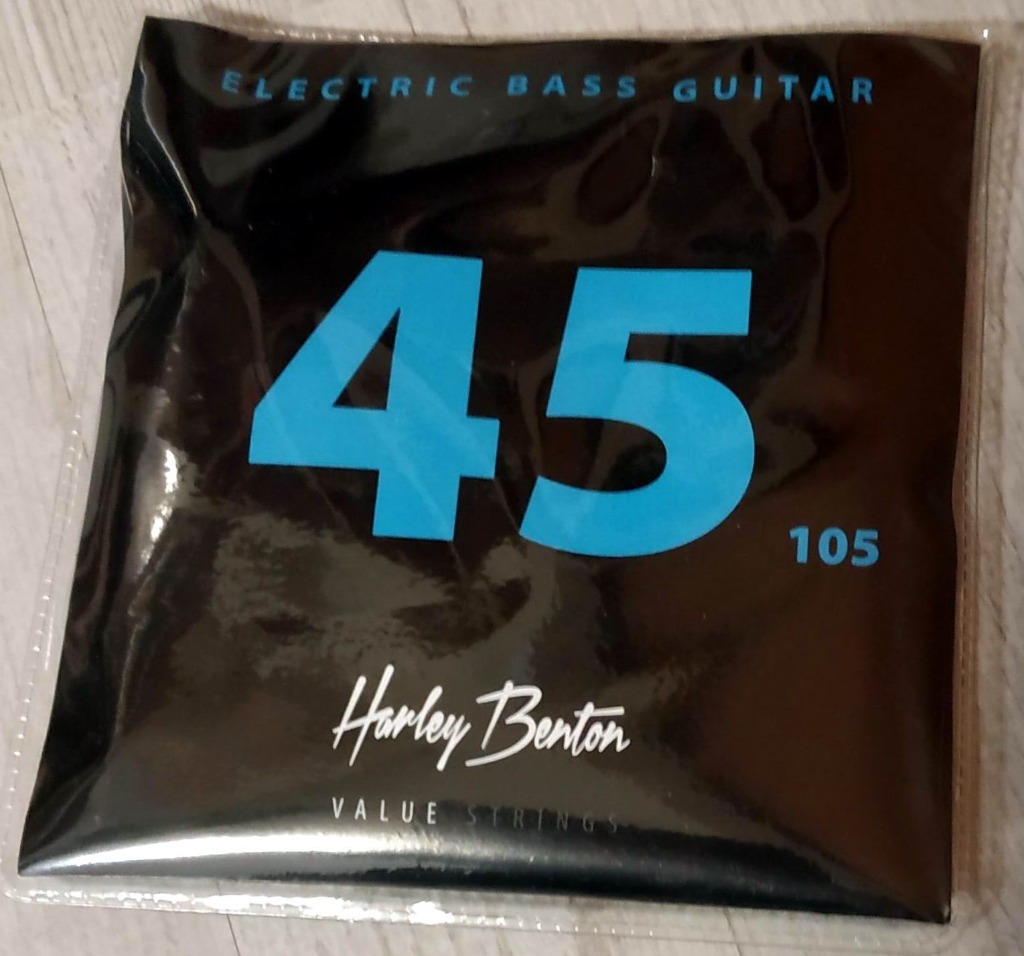 ELECTRIC BASS GUITAR
45
105
Harley Benton
VALUE STRINGS